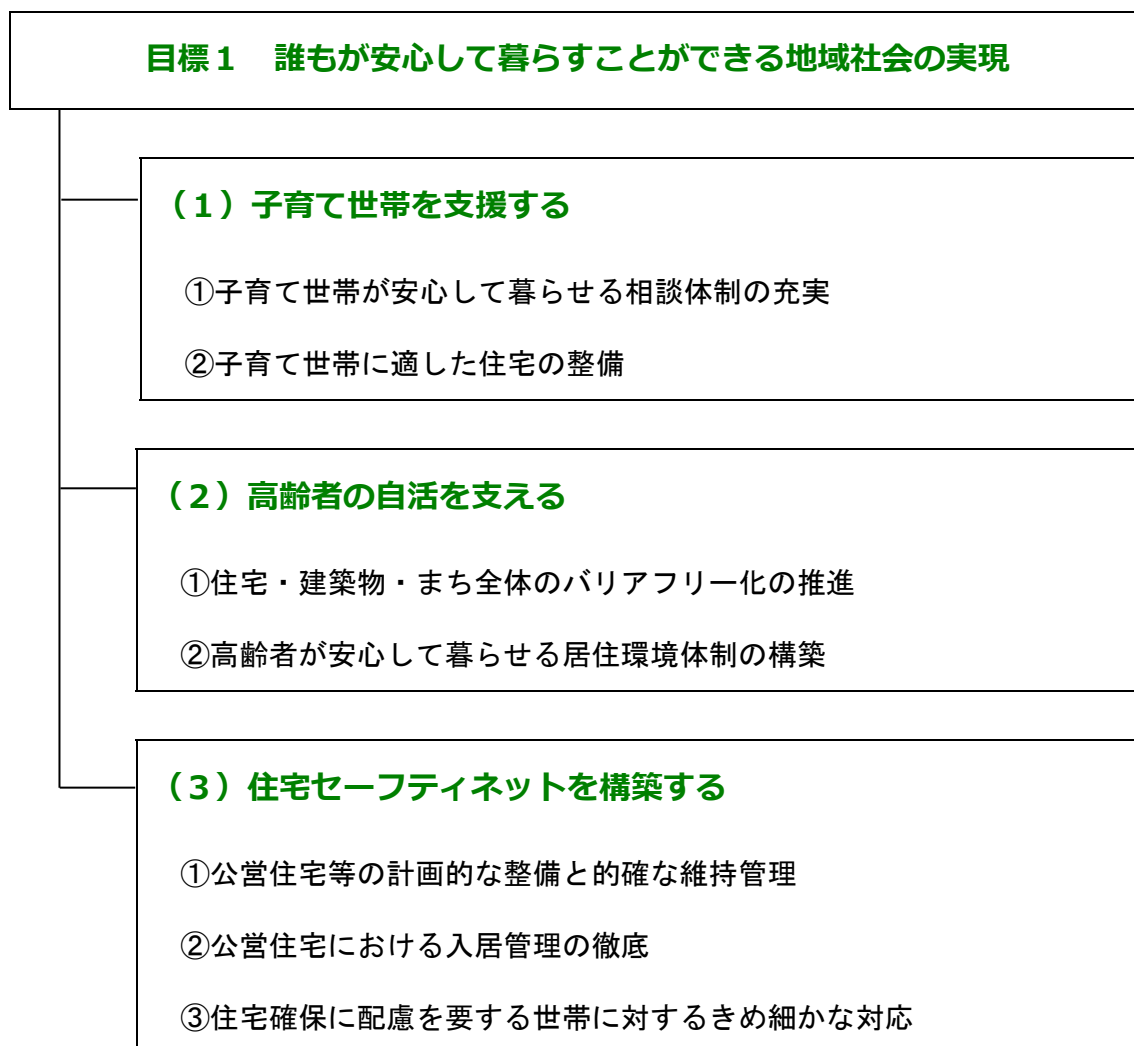 目標１　誰もが安心して暮らすことができる地域社会の実現
（１）子育て世帯を支援する
①子育て世帯が安心して暮らせる相談体制の充実
②子育て世帯に適した住宅の整備
（２）高齢者の自活を支える
①住宅・建築物・まち全体のバリアフリー化の推進
②高齢者が安心して暮らせる居住環境体制の構築
（３）住宅セーフティネットを構築する
①公営住宅等の計画的な整備と的確な維持管理
②公営住宅における入居管理の徹底
③住宅確保に配慮を要する世帯に対するきめ細かな対応